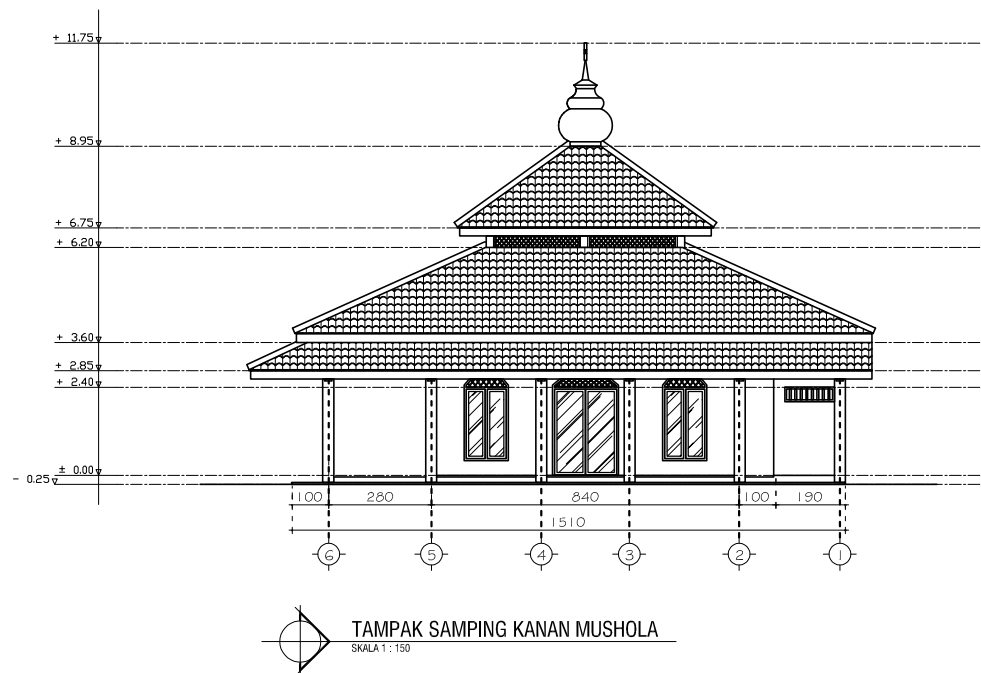 + 11.75
+ 8.95
+ 6.75
+ 6.20
+ 3.60
+ 2.85
+ 2.40
± 0.00
- 0.25
100 280 840 100 190
1510
6 5 4 3 2 1
TAMPAK SAMPING KANAN MUSHOLA
SKALA 1 : 150